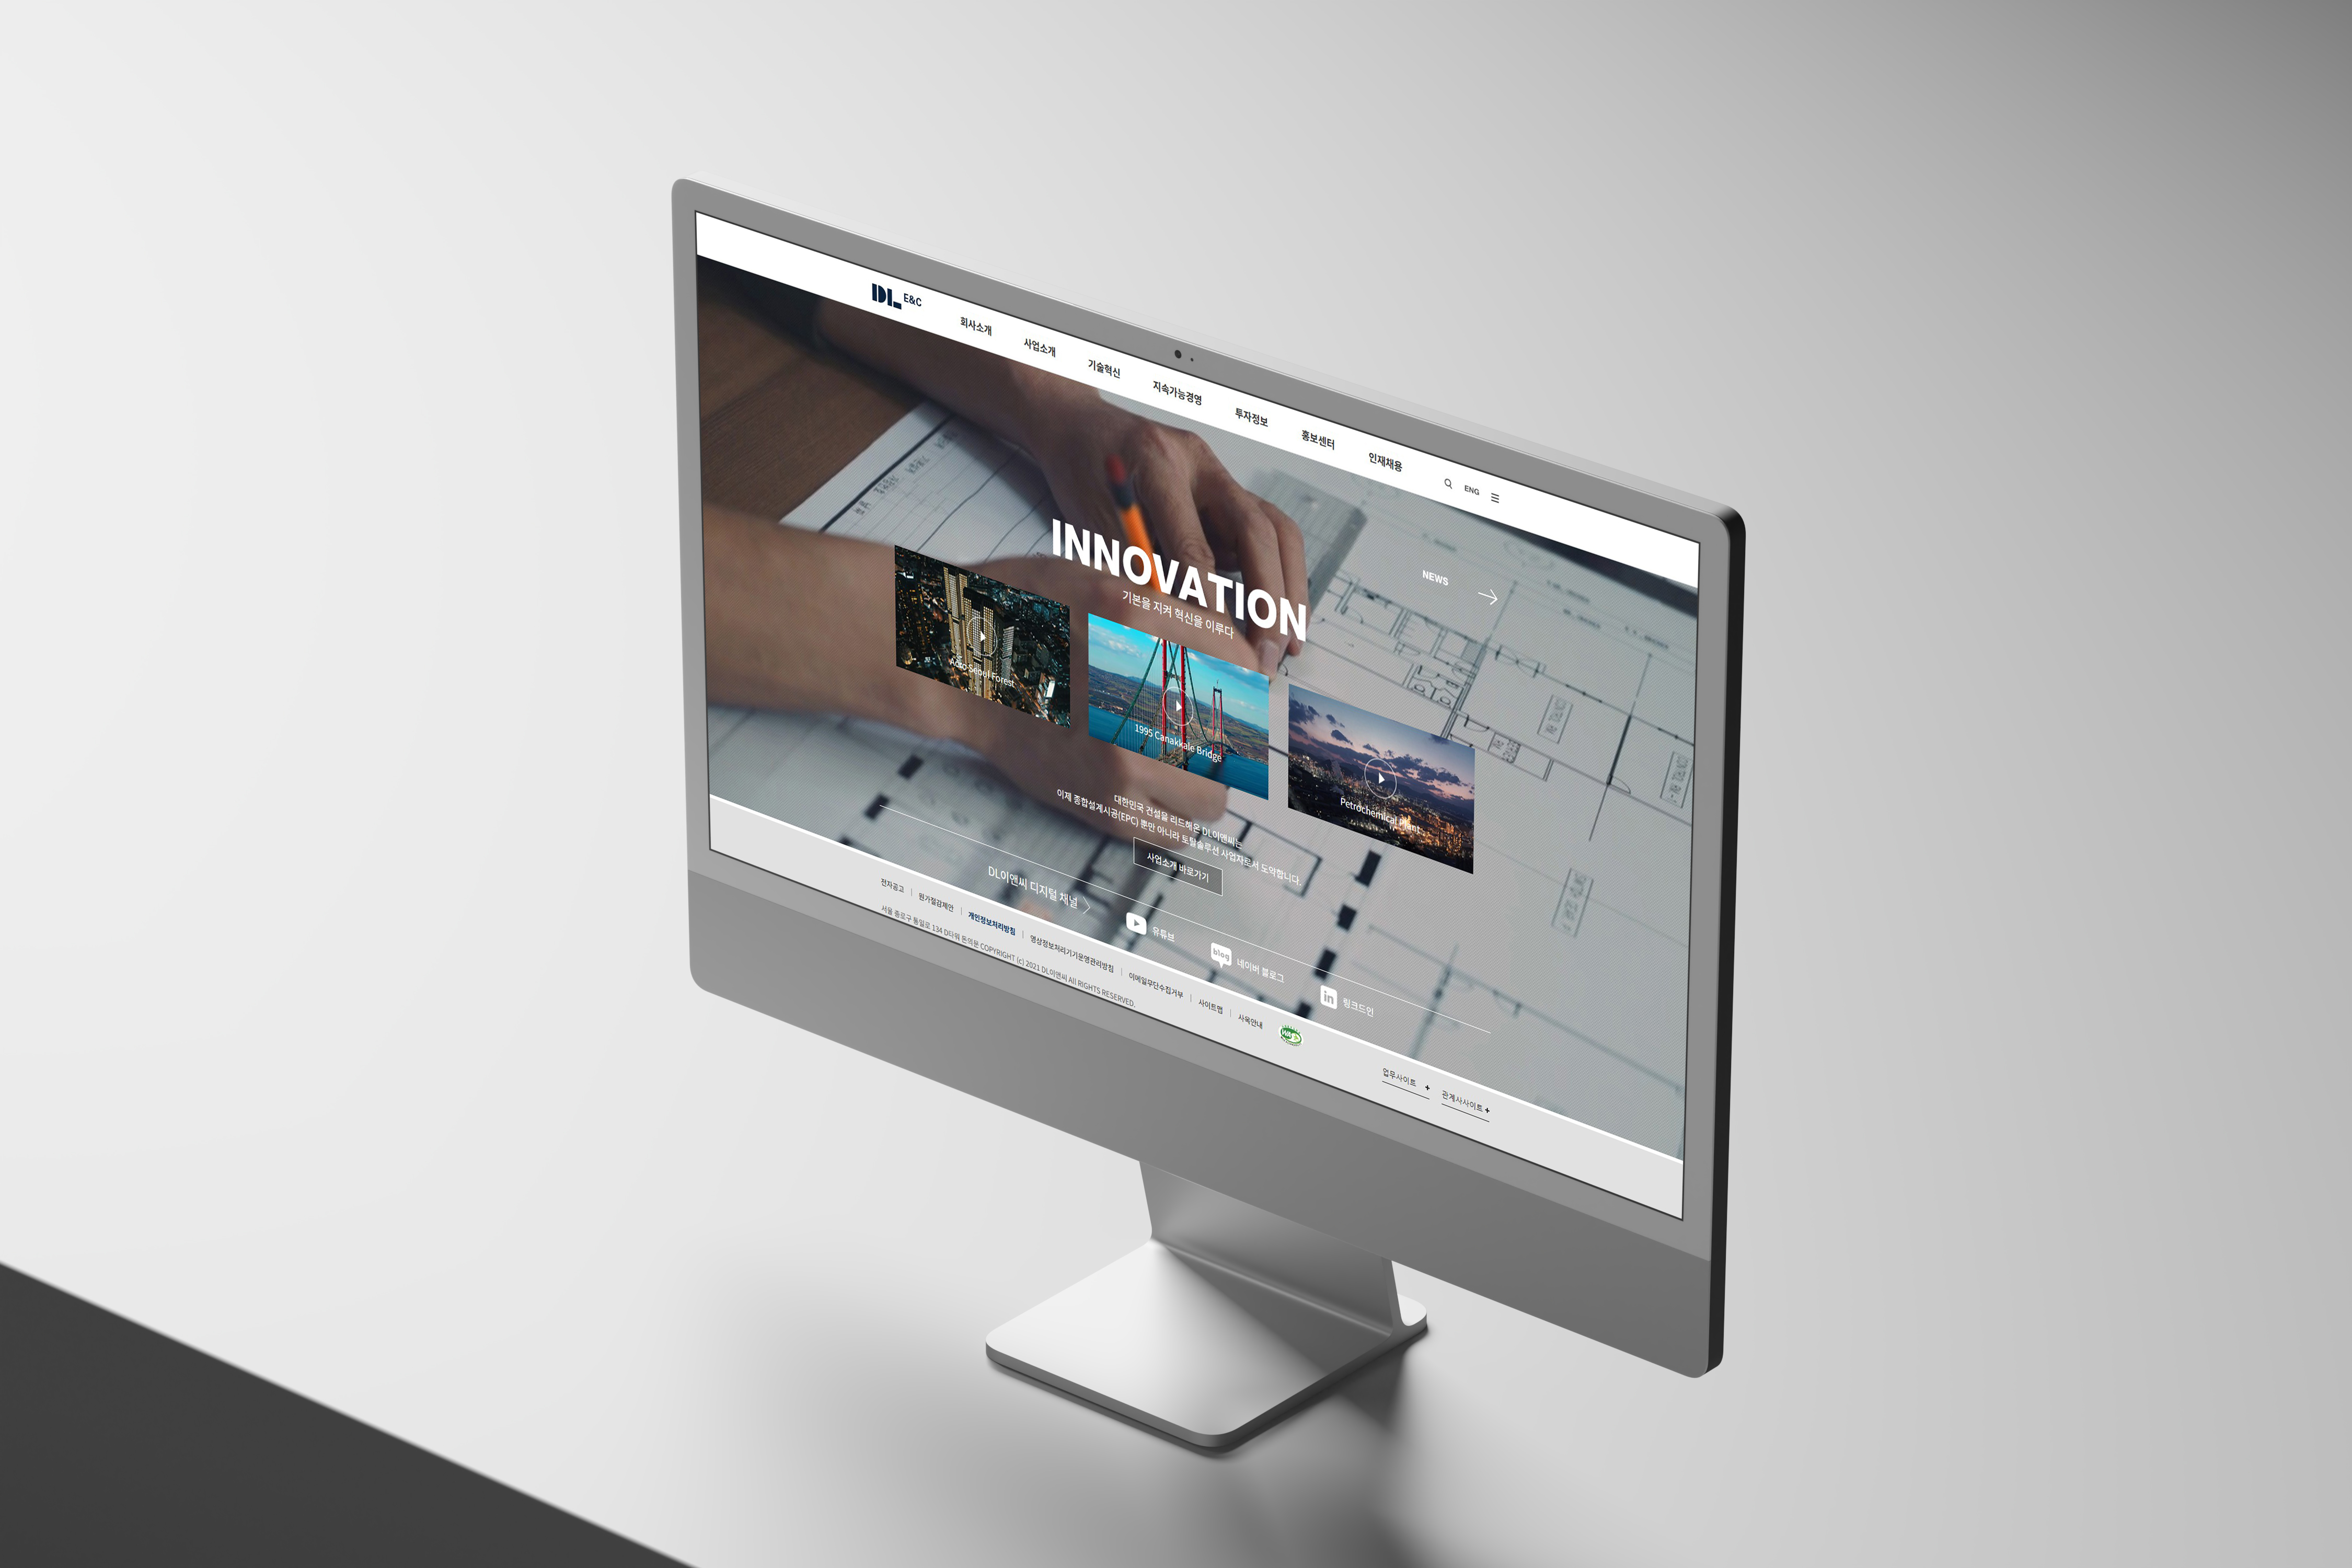 DL E&C
회사소개
사업소개
기술혁신
지속가능경영
투자정보
홍보센터
인재채용
ENG
INNOVATION
기본을 지켜 혁신을 이루다
NEWS
Acro Seoul Forest
1995 Canakkale Bridge
Petrochemical Plant
대한민국 건설을 리드해온 DL이앤씨는
이제 종합설계시공(EPC) 뿐만 아니라 토탈솔루션 사업자로서 도약합니다.
사업소개 바로가기
DL이앤씨 디지털 채널
유튜브
blog 네이버 블로그
in 링크드인
전자공고 | 원가절감제안 | 개인정보처리방침 | 영상정보처리기기운영관리방침 | 이메일무단수집거부 | 사이트맵 | 사옥안내
서울 종로구 통일로 134 D타워 돈의문 COPYRIGHT (c) 2021 DL이앤씨 All RIGHTS RESERVED.
업무사이트 +
관계사사이트 +